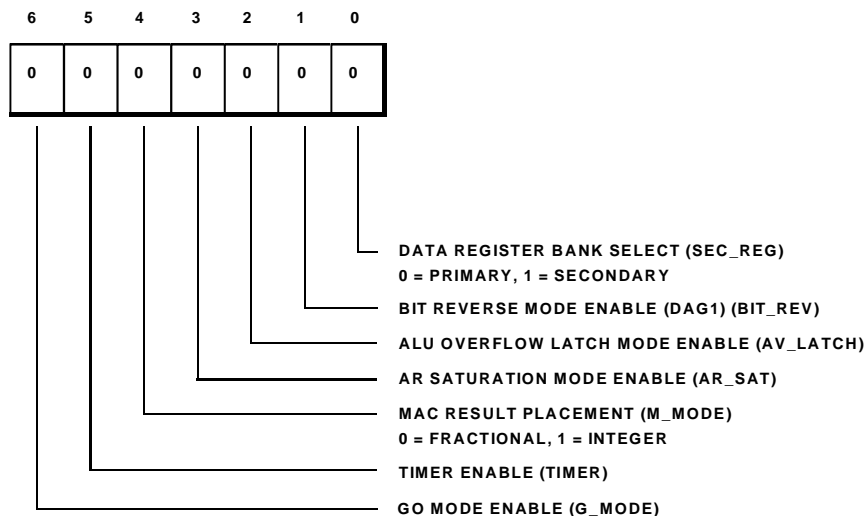 6 5 4 3 2 1 0
0 0 0 0 0 0 0
DATA REGISTER BANK SELECT (SEC_REG)
0 = PRIMARY, 1 = SECONDARY
BIT REVERSE MODE ENABLE (DAG1) (BIT_REV)
ALU OVERFLOW LATCH MODE ENABLE (AV_LATCH)
AR SATURATION MODE ENABLE (AR_SAT)
MAC RESULT PLACEMENT (M_MODE)
0 = FRACTIONAL, 1 = INTEGER
TIMER ENABLE (TIMER)
GO MODE ENABLE (G_MODE)